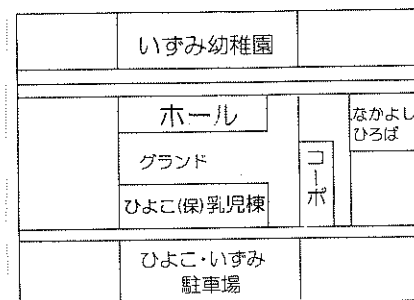 いずみ幼稚園
ホール
なかよし
ひろば
グランド
コーポ
ひよこ(保)乳児棟
ひよこ・いずみ
駐車場